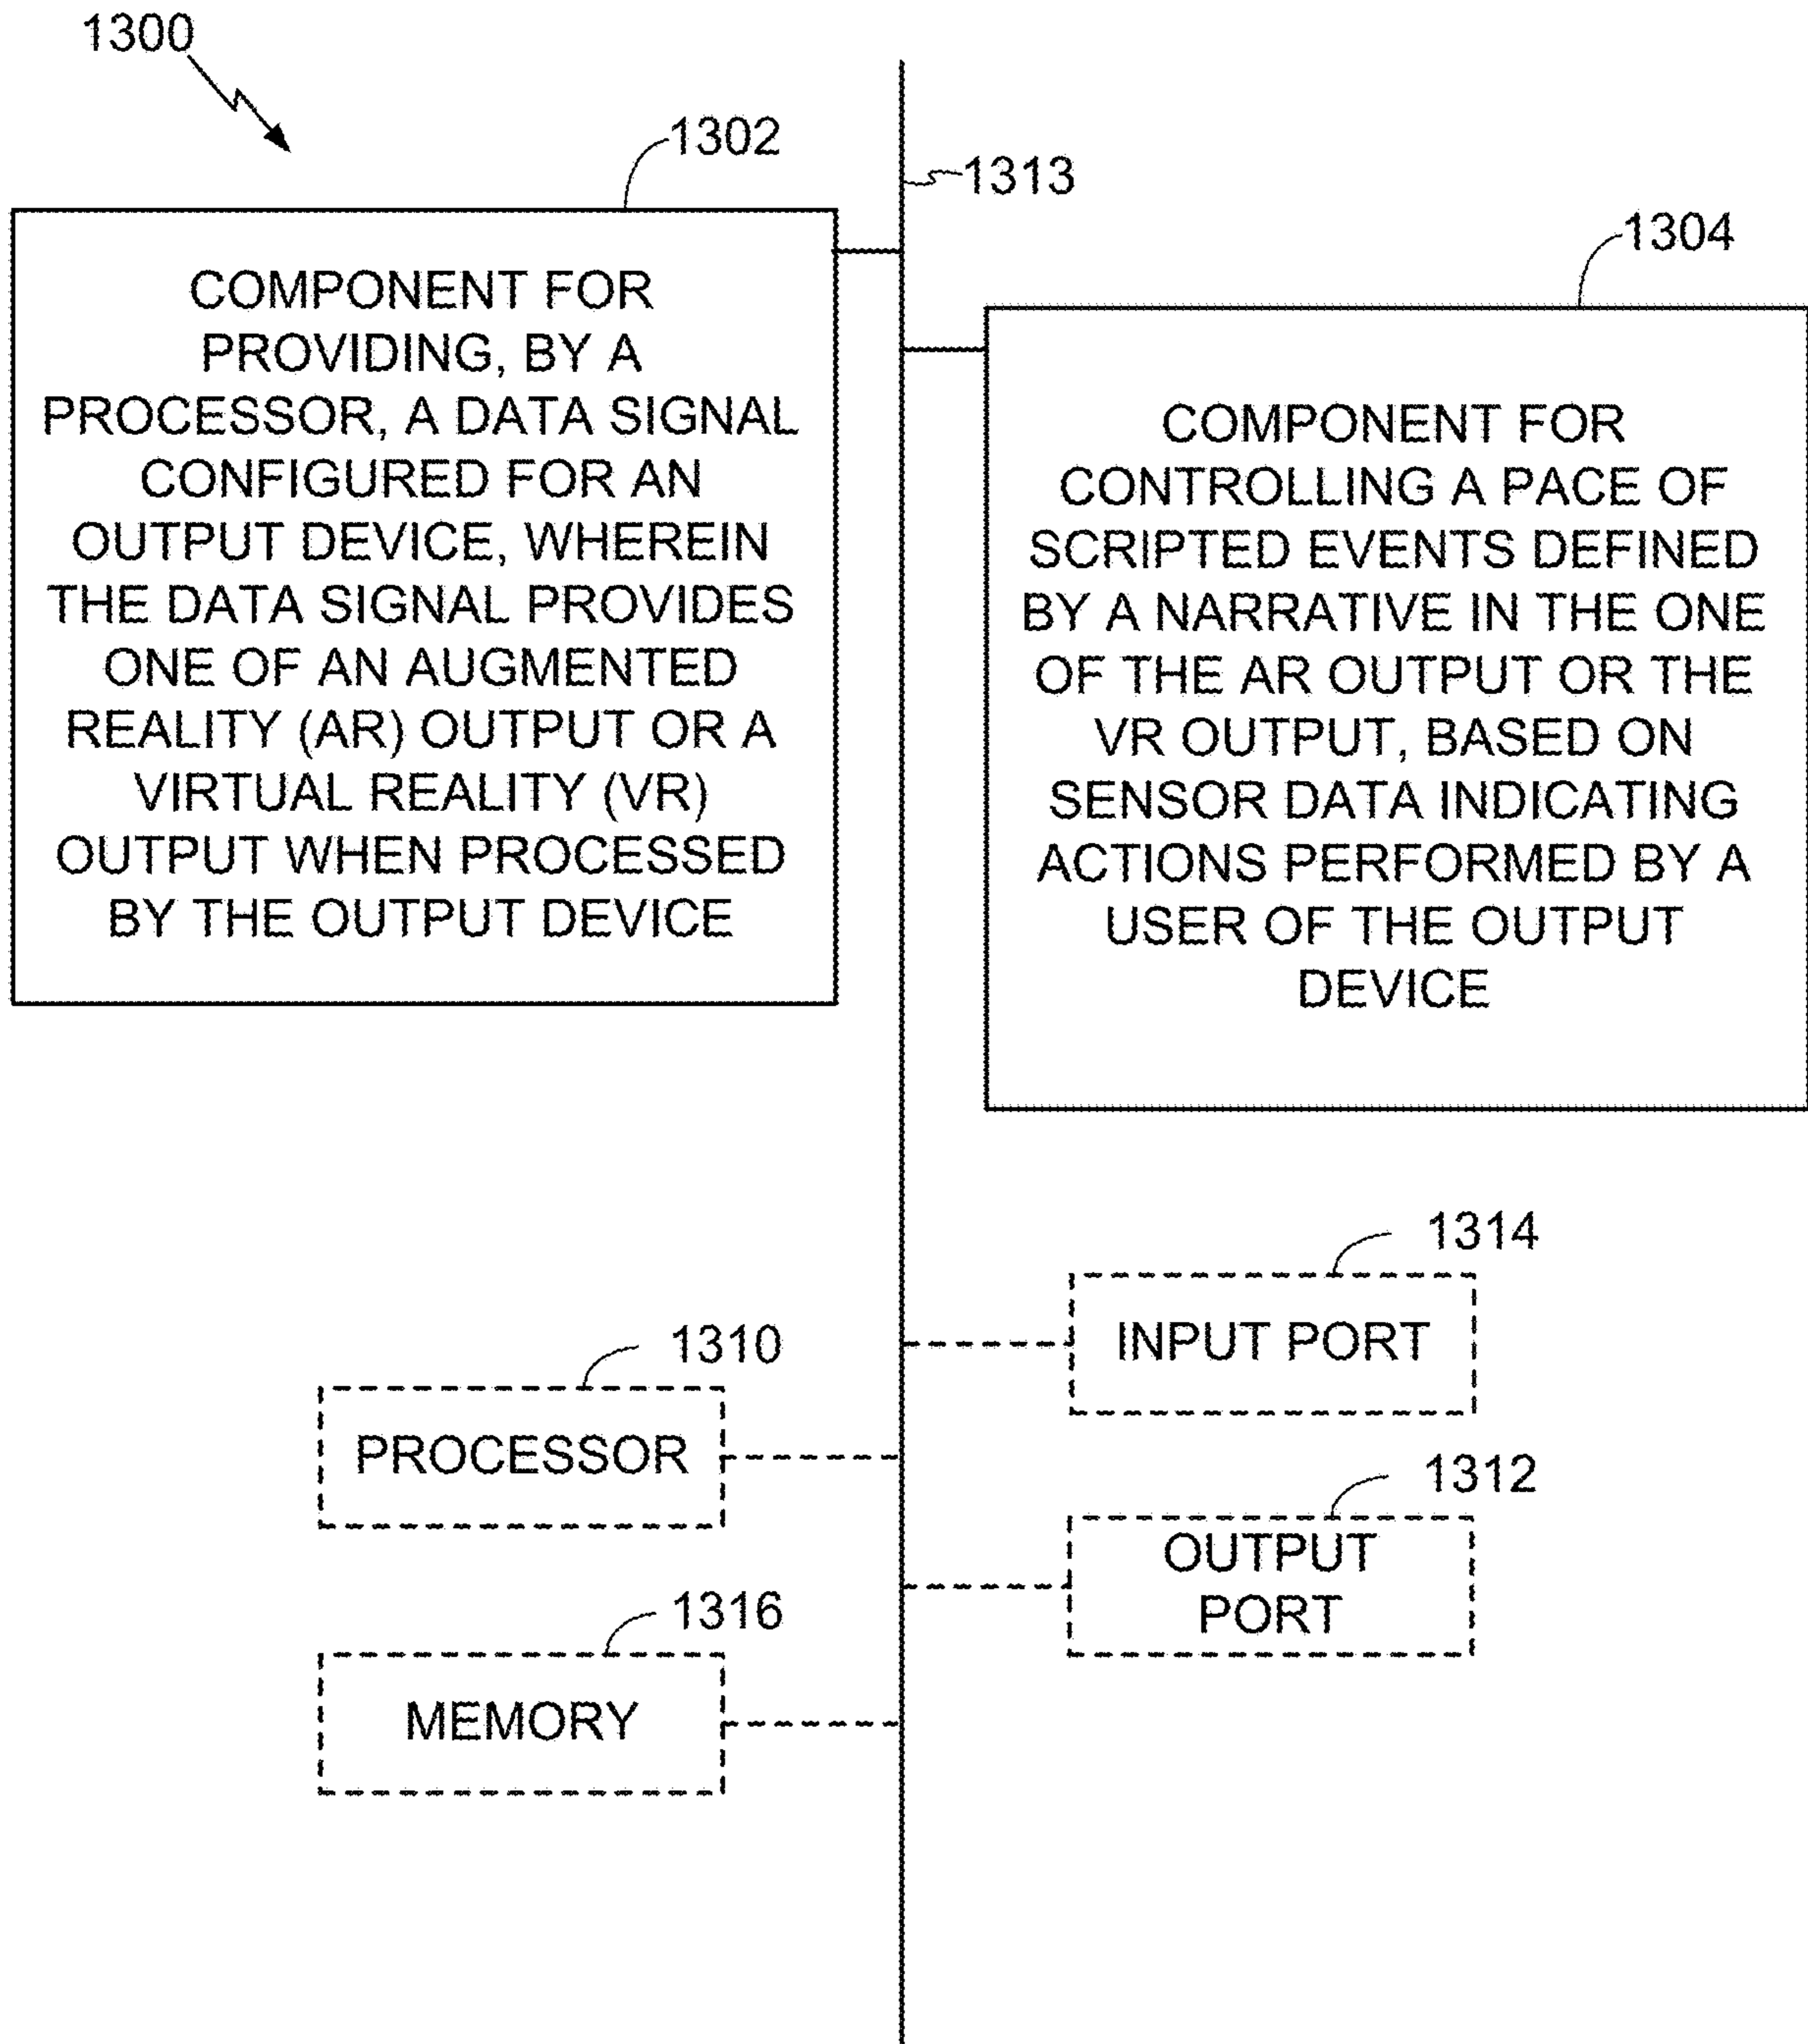 1300
1302
1313
1304
COMPONENT FOR
PROVIDING, BY A
PROCESSOR, A DATA SIGNAL
CONFIGURED FOR AN
OUTPUT DEVICE, WHEREIN
THE DATA SIGNAL PROVIDES
ONE OF AN AUGMENTED
REALITY (AR) OUTPUT OR A
VIRTUAL REALITY (VR)
OUTPUT WHEN PROCESSED
BY THE OUTPUT DEVICE
COMPONENT FOR
CONTROLLING A PACE OF
SCRIPTED EVENTS DEFINED
BY A NARRATIVE IN THE ONE
OF THE AR OUTPUT OR THE
VR OUTPUT, BASED ON
SENSOR DATA INDICATING
ACTIONS PERFORMED BY A
USER OF THE OUTPUT
DEVICE
1314
INPUT PORT
1310
PROCESSOR
1312
OUTPUT
PORT
1316
MEMORY